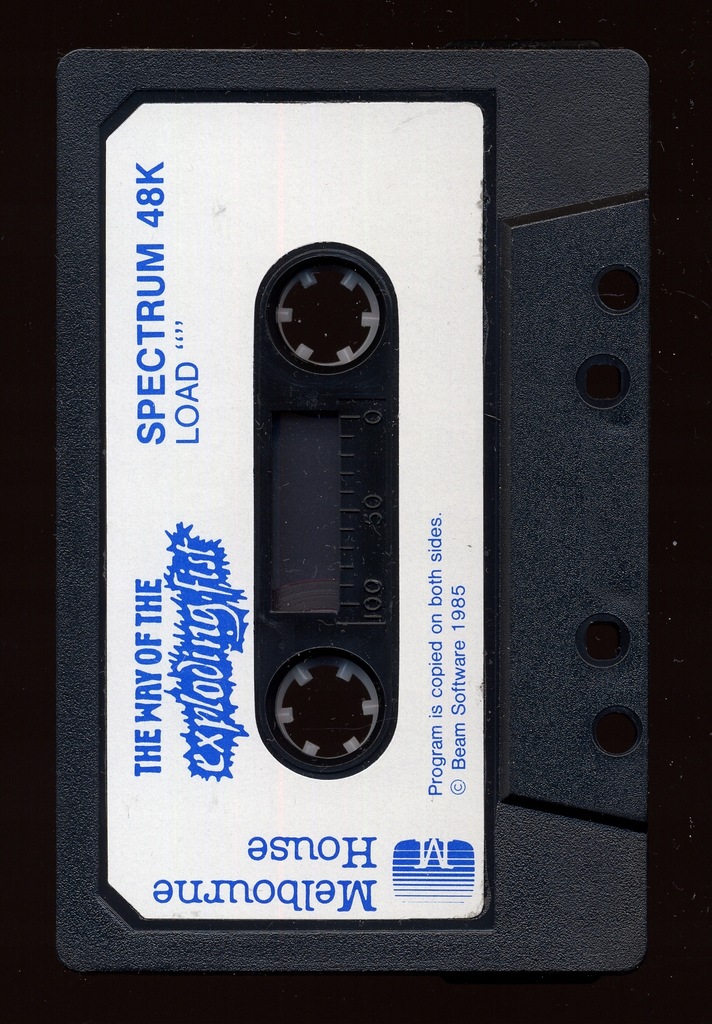 THE WAY OF THE
exploding fist
SPECTRUM 48K
LOAD “”
0
50
100
Program is copied on both sides.
© Beam Software 1985
Melbourne
House
M